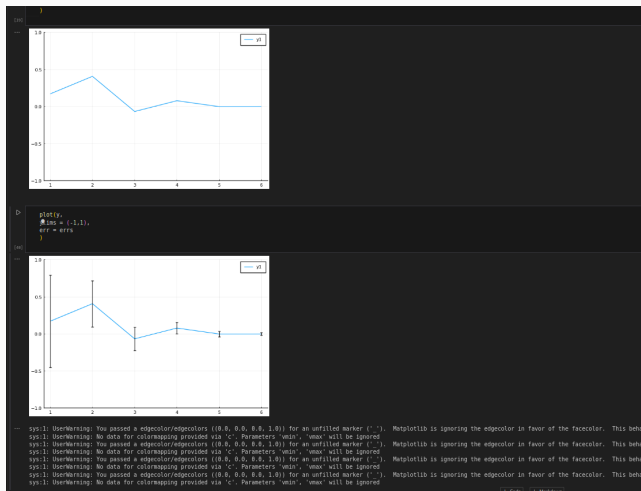 )
1.0
y1
0.5
0.0
−0.5
−1.0
1 2 3 4 5 6
plot(y,
ylims = (-1,1),
err = errs
)
1.0
y1
0.5
0.0
−0.5
−1.0
1 2 3 4 5 6
sys:1: UserWarning: You passed a edgecolor/edgecolors ((0.0, 0.0, 0.0, 1.0)) for an unfilled marker ('_'). Matplotlib is ignoring the edgecolor in favor of the facecolor. This beha
sys:1: UserWarning: No data for colormapping provided via 'c'. Parameters 'vmin', 'vmax' will be ignored
sys:1: UserWarning: You passed a edgecolor/edgecolors ((0.0, 0.0, 0.0, 1.0)) for an unfilled marker ('_'). Matplotlib is ignoring the edgecolor in favor of the facecolor. This beha
sys:1: UserWarning: No data for colormapping provided via 'c'. Parameters 'vmin', 'vmax' will be ignored
sys:1: UserWarning: You passed a edgecolor/edgecolors ((0.0, 0.0, 0.0, 1.0)) for an unfilled marker ('_'). Matplotlib is ignoring the edgecolor in favor of the facecolor. This beha
sys:1: UserWarning: No data for colormapping provided via 'c'. Parameters 'vmin', 'vmax' will be ignored
sys:1: UserWarning: You passed a edgecolor/edgecolors ((0.0, 0.0, 0.0, 1.0)) for an unfilled marker ('_'). Matplotlib is ignoring the edgecolor in favor of the facecolor. This beha
sys:1: UserWarning: No data for colormapping provided via 'c'. Parameters 'vmin', 'vmax' will be ignored